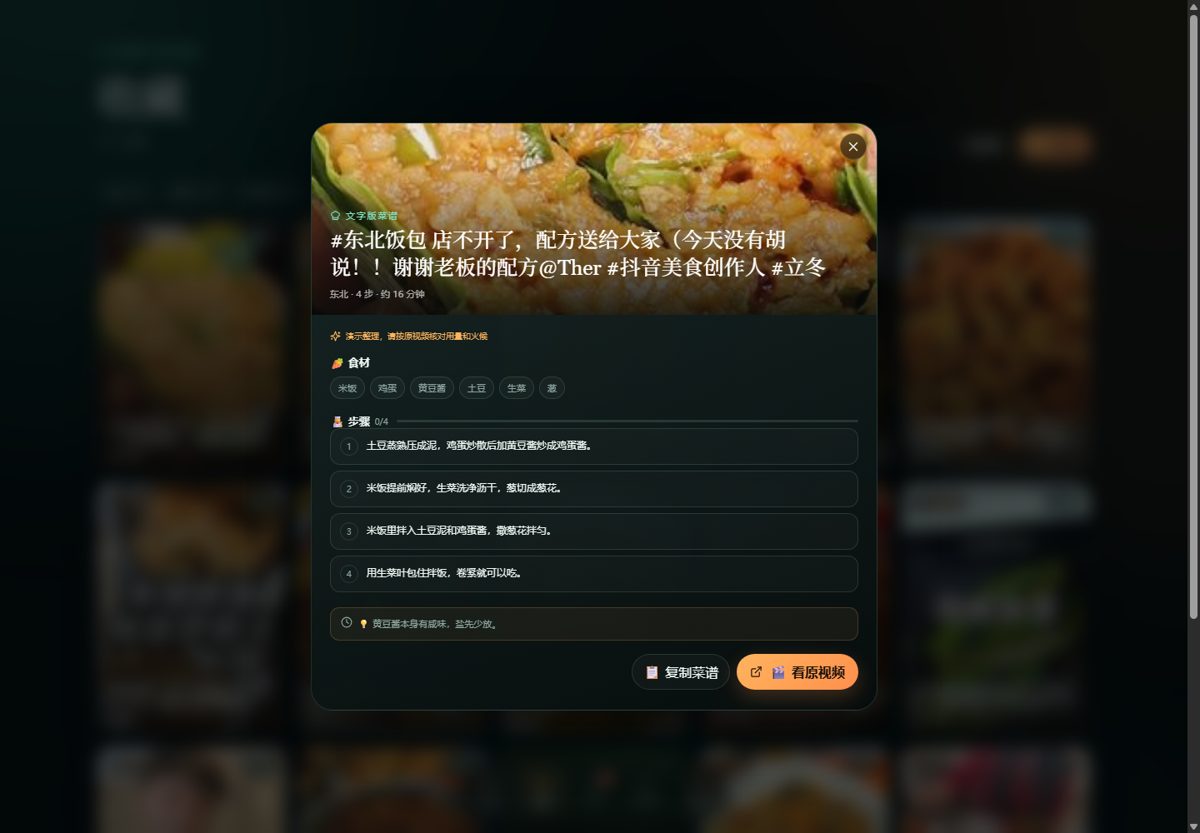 文字版菜谱
#东北饭包 店不开了，配方送给大家（今天没有胡
说！！谢谢老板的配方@Ther #抖音美食创作人 #立冬
东北 · 4 步 · 约 16 分钟
演示整理，请按原视频核对用量和火候
🥕 食材
米饭 鸡蛋 黄豆酱 土豆 生菜 葱
步骤 0/4
1 土豆蒸熟压成泥，鸡蛋炒散后加黄豆酱炒成鸡蛋酱。
2 米饭提前焖好，生菜洗净沥干，葱切成葱花。
3 米饭里拌入土豆泥和鸡蛋酱，撒葱花拌匀。
4 用生菜叶包住拌饭，卷紧就可以吃。
💡 黄豆酱本身有咸味，盐先少放。
📋 复制菜谱 🎬 看原视频